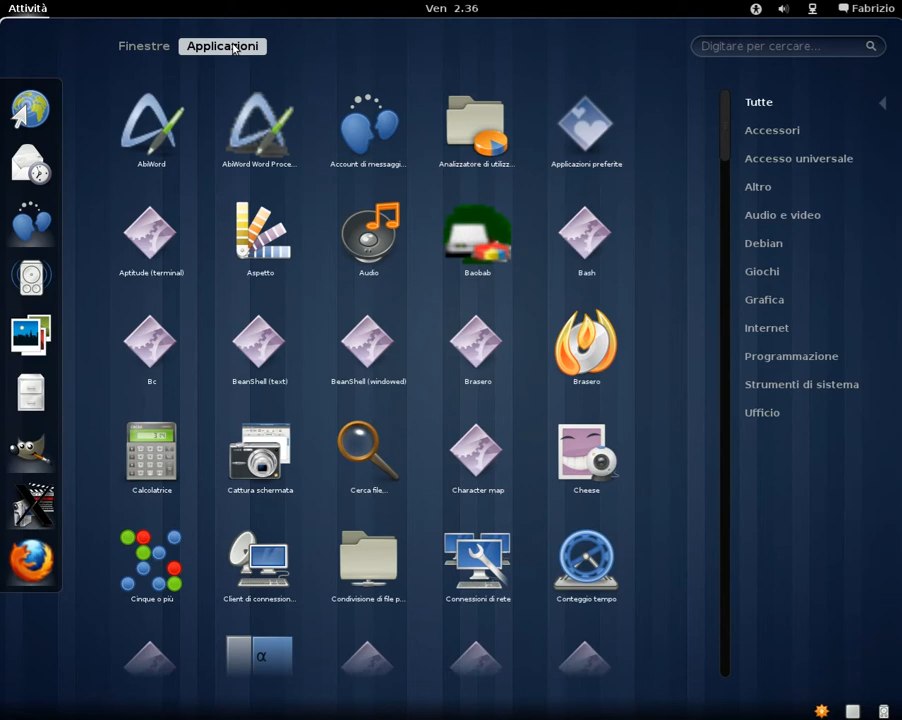 Attività
Ven 2.36
Fabrizio
Finestre
Applicazioni
Digitare per cercare...
AbiWord
AbiWord Word Proce...
Account di messaggi...
Analizzatore di utilizz...
Applicazioni preferite
Aptitude (terminal)
Aspetto
Audio
Baobab
Bash
Bc
BeanShell (text)
BeanShell (windowed)
Brasero
Brasero
Calcolatrice
Cattura schermata
Cerca file...
Character map
Cheese
Cinque o più
Client di connession...
Condivisione di file p...
Connessioni di rete
Conteggio tempo
α
Tutte
Accessori
Accesso universale
Altro
Audio e video
Debian
Giochi
Grafica
Internet
Programmazione
Strumenti di sistema
Ufficio